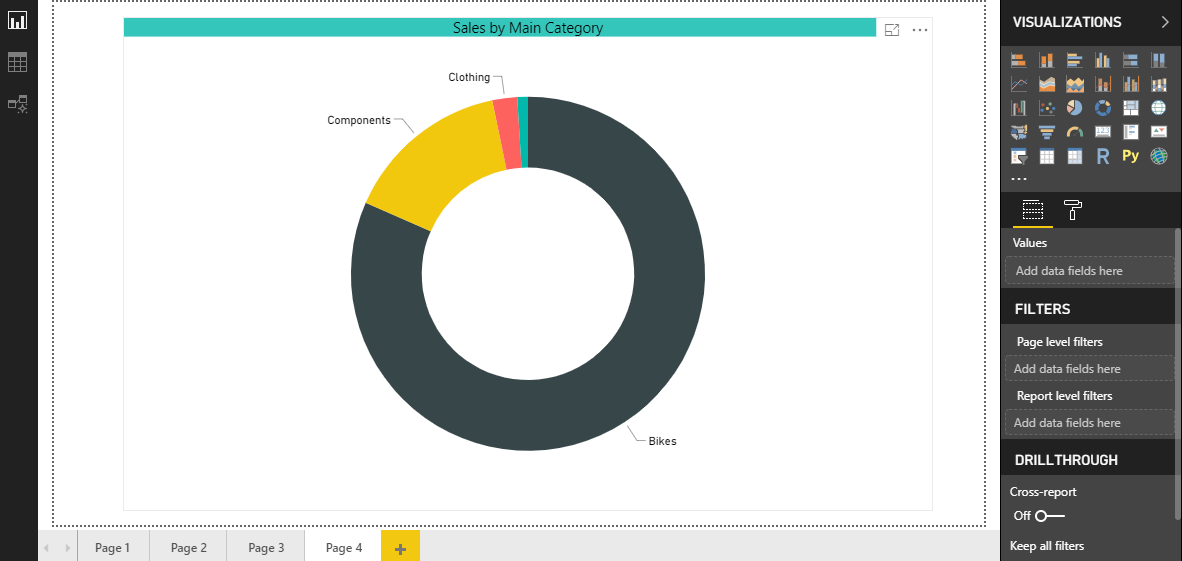 Sales by Main Category
Clothing
Components
Bikes
Page 1
Page 2
Page 3
Page 4
VISUALIZATIONS
R
Py
Values
Add data fields here
FILTERS
Page level filters
Add data fields here
Report level filters
Add data fields here
DRILLTHROUGH
Cross-report
Off
Keep all filters